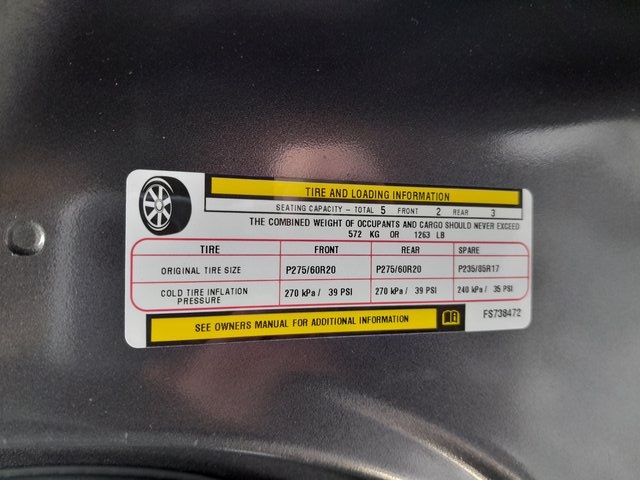 TIRE AND LOADING INFORMATION
SEATING CAPACITY - TOTAL 5 FRONT 2 REAR 3
THE COMBINED WEIGHT OF OCCUPANTS AND CARGO SHOULD NEVER EXCEED
572 KG OR 1263 LB
TIRE FRONT REAR SPARE
ORIGINAL TIRE SIZE P275/60R20 P275/60R20 P235/85R17
COLD TIRE INFLATION PRESSURE 270 kPa / 39 PSI 270 kPa / 39 PSI 240 kPa / 35 PSI
SEE OWNERS MANUAL FOR ADDITIONAL INFORMATION
FS738472